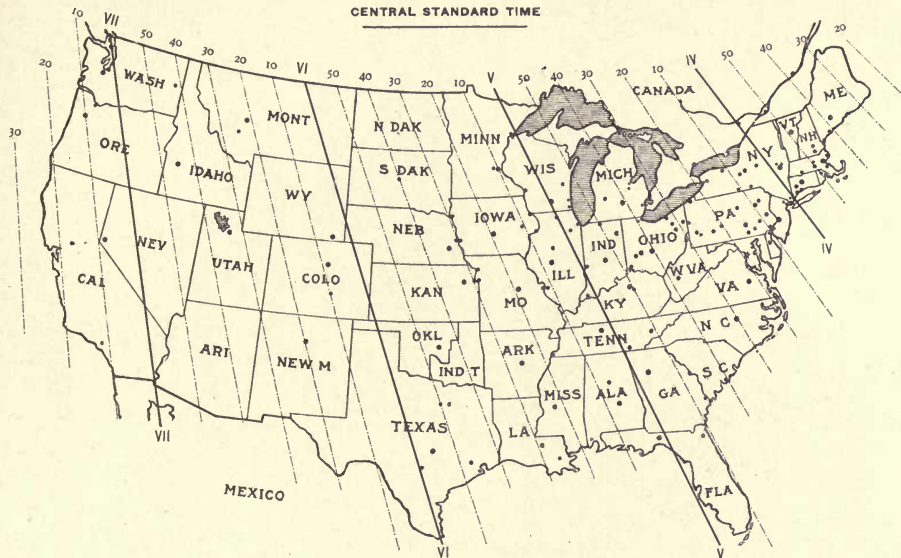 CENTRAL STANDARD TIME
10
VII
50
40
30
20
10
VI
50
40
30
20
10
V
50
40
30
20
10
IV
50
40
30
20
20
30
WASH
MONT
N DAK
MINN
CANADA
ME
VT
NH
ORE
IDAHO
S DAK
WIS
MICH
N Y
WY
IOWA
PA
NEB
NEV
UTAH
COLO
ILL
IND
OHIO
IV
CAL
KAN
MO
W VA
VA
KY
ARI
NEW M
OKL
IND T
ARK
TENN
N C
S C
MISS
ALA
GA
TEXAS
LA
VII
MEXICO
FLA
VI
V